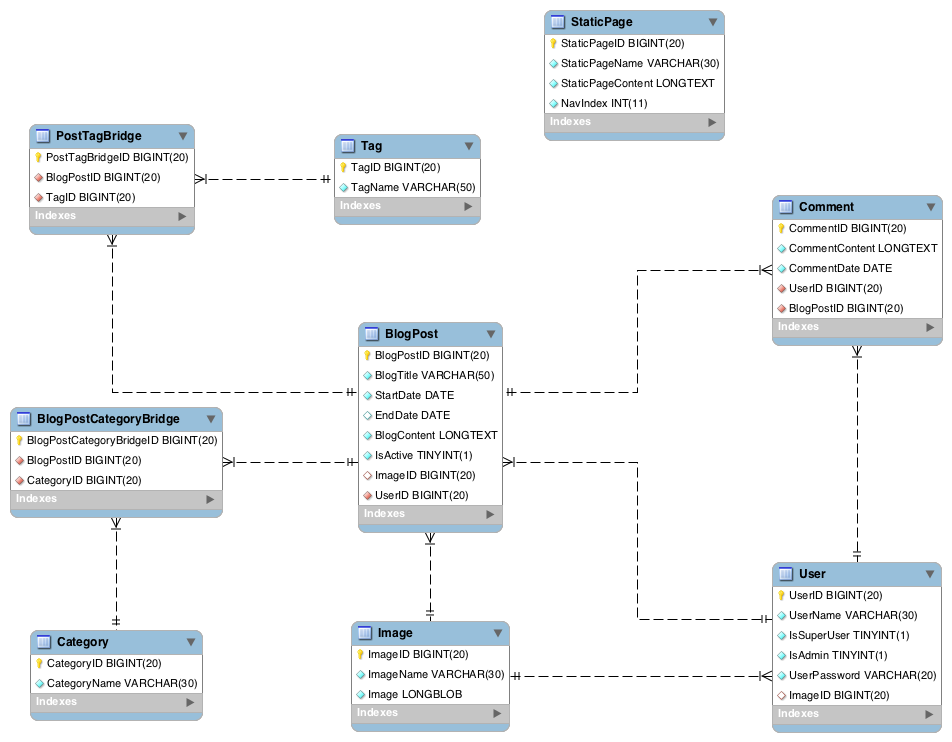 StaticPage
StaticPageID BIGINT(20)
StaticPageName VARCHAR(30)
StaticPageContent LONGTEXT
NavIndex INT(11)
Indexes
PostTagBridge
PostTagBridgeID BIGINT(20)
BlogPostID BIGINT(20)
TagID BIGINT(20)
Indexes
Tag
TagID BIGINT(20)
TagName VARCHAR(50)
Indexes
Comment
CommentID BIGINT(20)
CommentContent LONGTEXT
CommentDate DATE
UserID BIGINT(20)
BlogPostID BIGINT(20)
Indexes
BlogPost
BlogPostID BIGINT(20)
BlogTitle VARCHAR(50)
StartDate DATE
EndDate DATE
BlogContent LONGTEXT
IsActive TINYINT(1)
ImageID BIGINT(20)
UserID BIGINT(20)
Indexes
BlogPostCategoryBridge
BlogPostCategoryBridgeID BIGINT(20)
BlogPostID BIGINT(20)
CategoryID BIGINT(20)
Indexes
Category
CategoryID BIGINT(20)
CategoryName VARCHAR(30)
Indexes
Image
ImageID BIGINT(20)
ImageName VARCHAR(30)
Image LONGBLOB
Indexes
User
UserID BIGINT(20)
UserName VARCHAR(30)
IsSuperUser TINYINT(1)
IsAdmin TINYINT(1)
UserPassword VARCHAR(20)
ImageID BIGINT(20)
Indexes